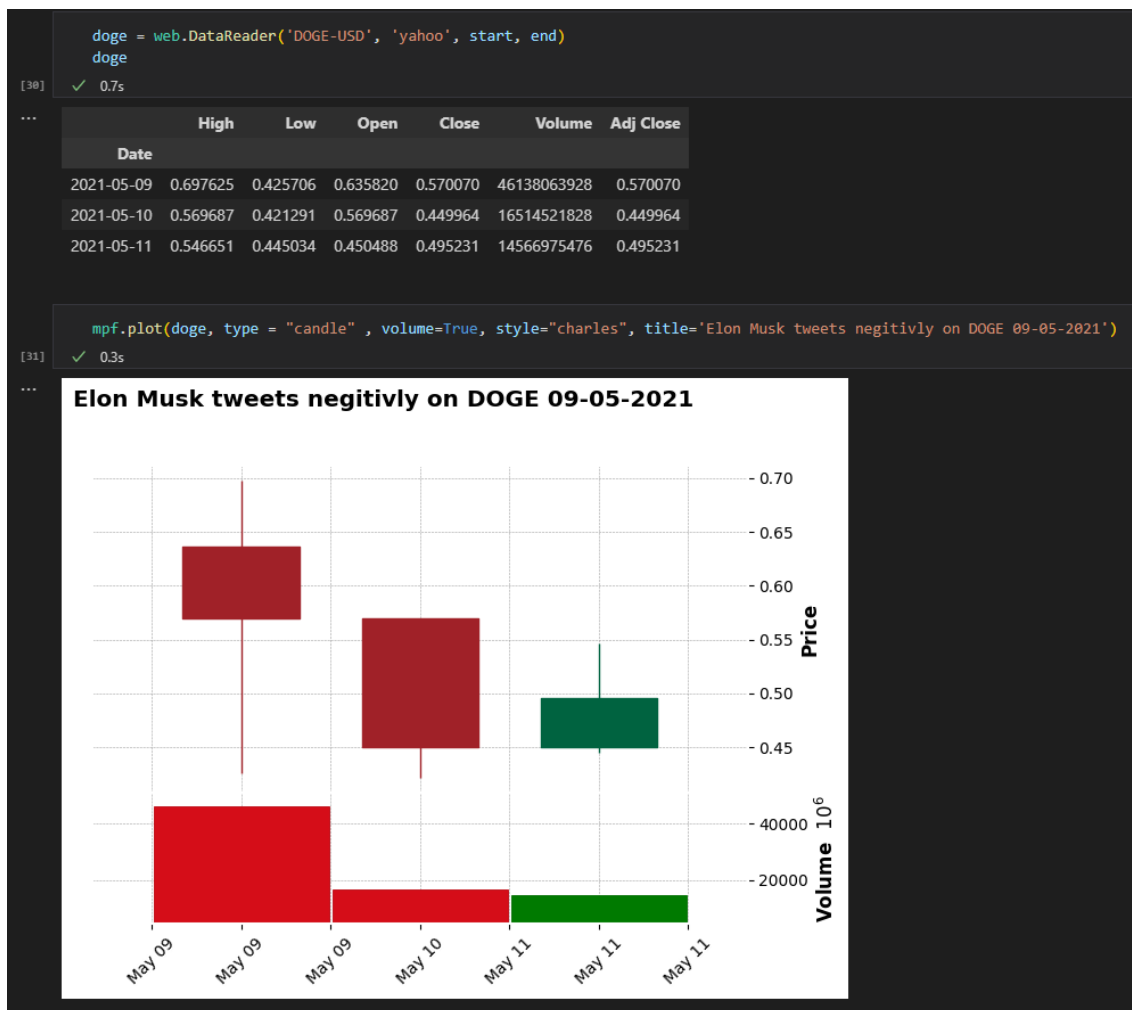 doge = web.DataReader('DOGE-USD', 'yahoo', start, end)
doge
[30] ✓ 0.7s
...
High Low Open Close Volume Adj Close
Date
2021-05-09 0.697625 0.425706 0.635820 0.570070 46138063928 0.570070
2021-05-10 0.569687 0.421291 0.569687 0.449964 16514521828 0.449964
2021-05-11 0.546651 0.445034 0.450488 0.495231 14566975476 0.495231
mpf.plot(doge, type = "candle" , volume=True, style="charles", title='Elon Musk tweets negitivly on DOGE 09-05-2021')
[31] ✓ 0.3s
...
Elon Musk tweets negitivly on DOGE 09-05-2021
0.70
0.65
0.60
0.55
0.50
0.45
Price
40000
20000
Volume 10^6
May 09 May 09 May 09 May 10 May 11 May 11 May 11